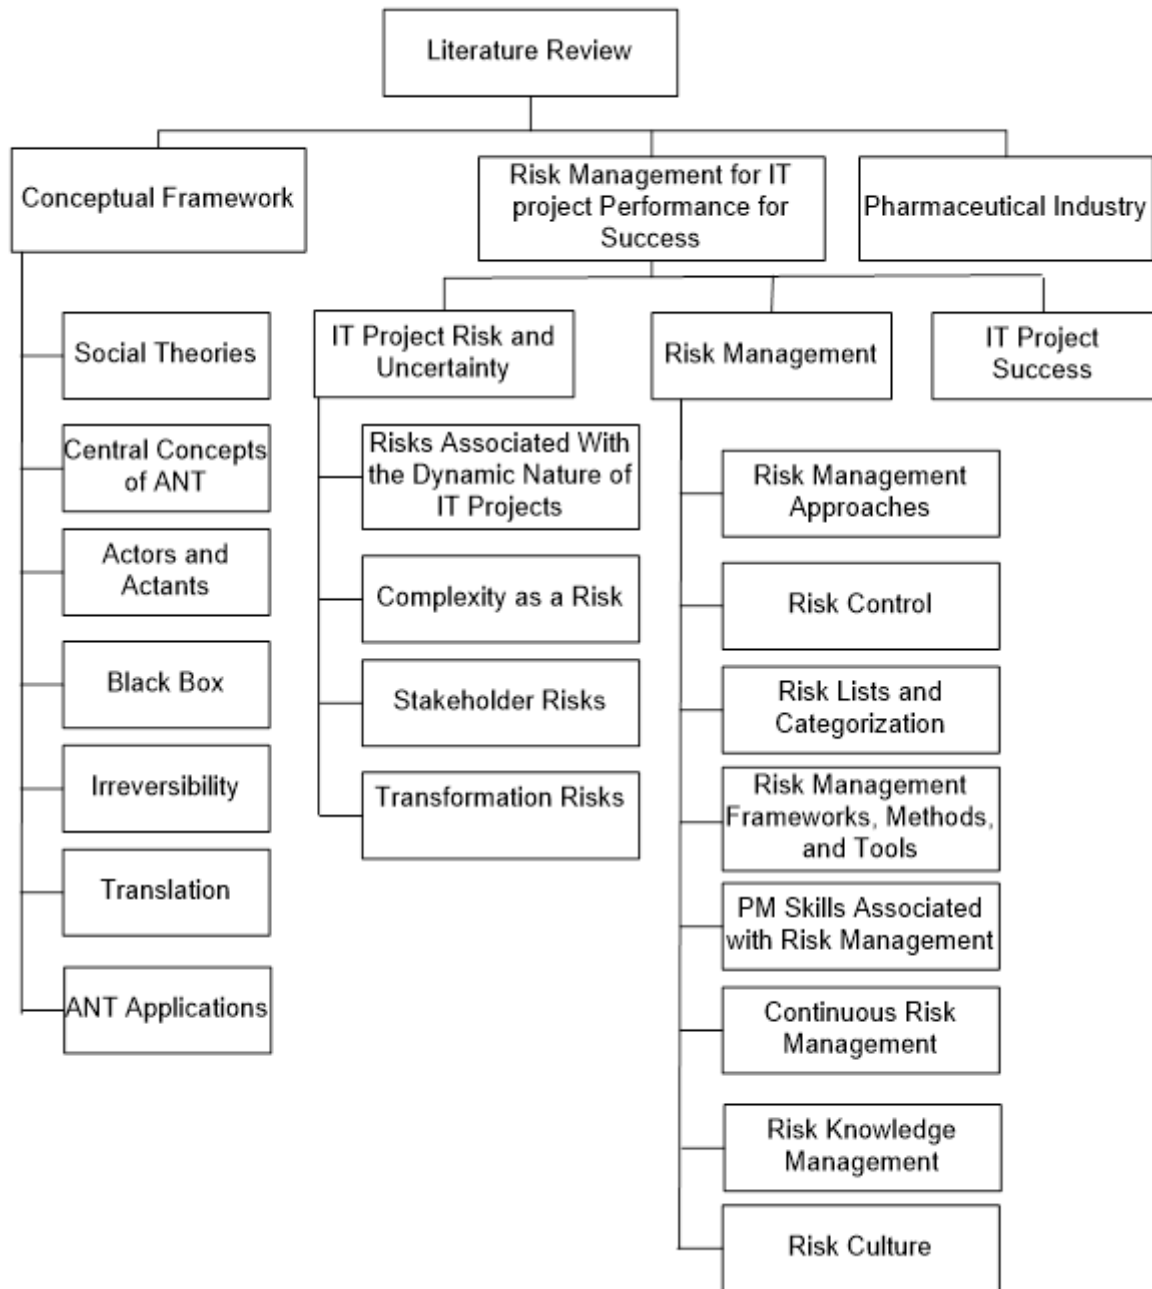 Literature Review
Conceptual Framework
Risk Management for IT
project Performance for
Success
Pharmaceutical Industry
Social Theories
Central Concepts
of ANT
Actors and
Actants
Black Box
Irreversibility
Translation
ANT Applications
IT Project Risk and
Uncertainty
Risks Associated With
the Dynamic Nature of
IT Projects
Complexity as a Risk
Stakeholder Risks
Transformation Risks
Risk Management
Risk Management
Approaches
Risk Control
Risk Lists and
Categorization
Risk Management
Frameworks, Methods,
and Tools
PM Skills Associated
with Risk Management
Continuous Risk
Management
Risk Knowledge
Management
Risk Culture
IT Project
Success